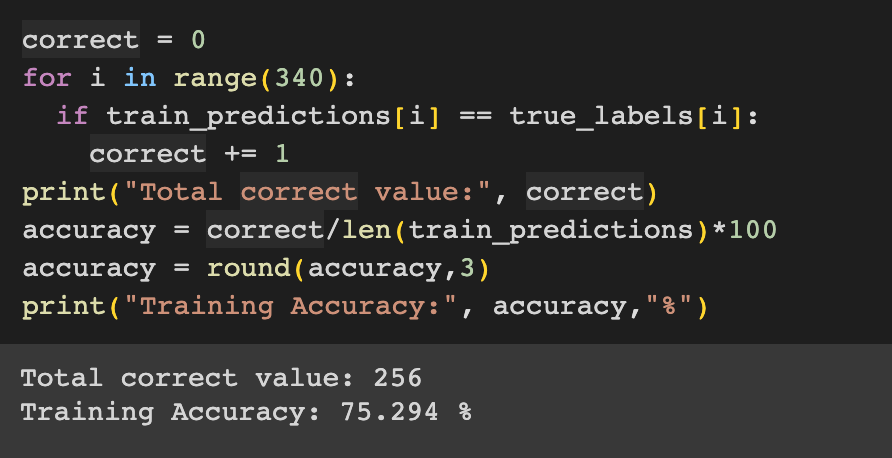 correct = 0
for i in range(340):
  if train_predictions[i] == true_labels[i]:
    correct += 1
print("Total correct value:", correct)
accuracy = correct/len(train_predictions)*100
accuracy = round(accuracy,3)
print("Training Accuracy:", accuracy,"%")
Total correct value: 256
Training Accuracy: 75.294 %